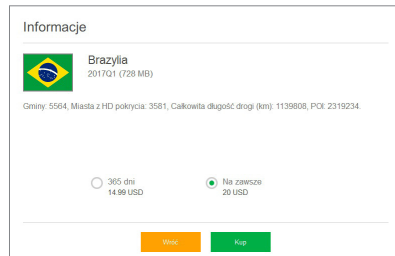 Informacje
Brazylia
2017Q1 (728 MB)
Gminy: 5564, Miasta z HD pokrycia: 3581, Całkowita długość drogi (km): 1139808, POI: 2319234.
365 dni
14.99 USD
Na zawsze
20 USD
Wróć
Kup